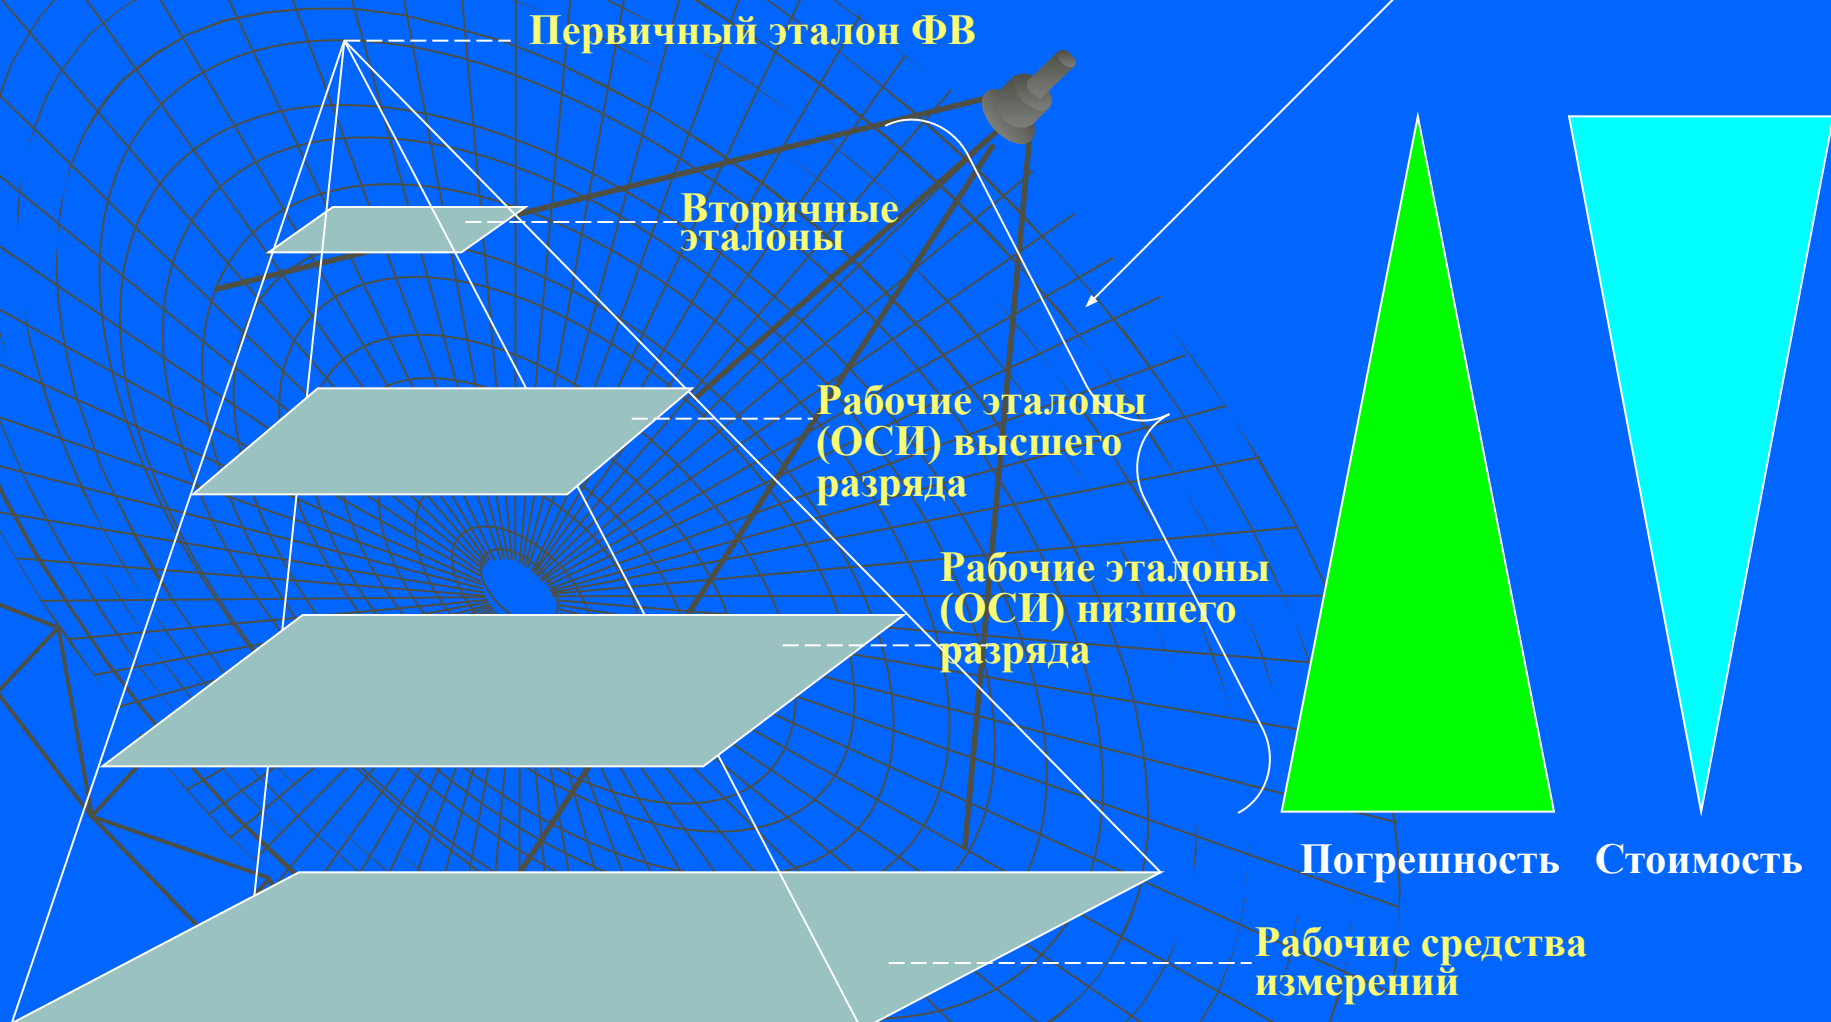 Первичный эталон ФВ
Вторичные
эталоны
Рабочие эталоны
(ОСИ) высшего
разряда
Рабочие эталоны
(ОСИ) низшего
разряда
Погрешность
Стоимость
Рабочие средства
измерений